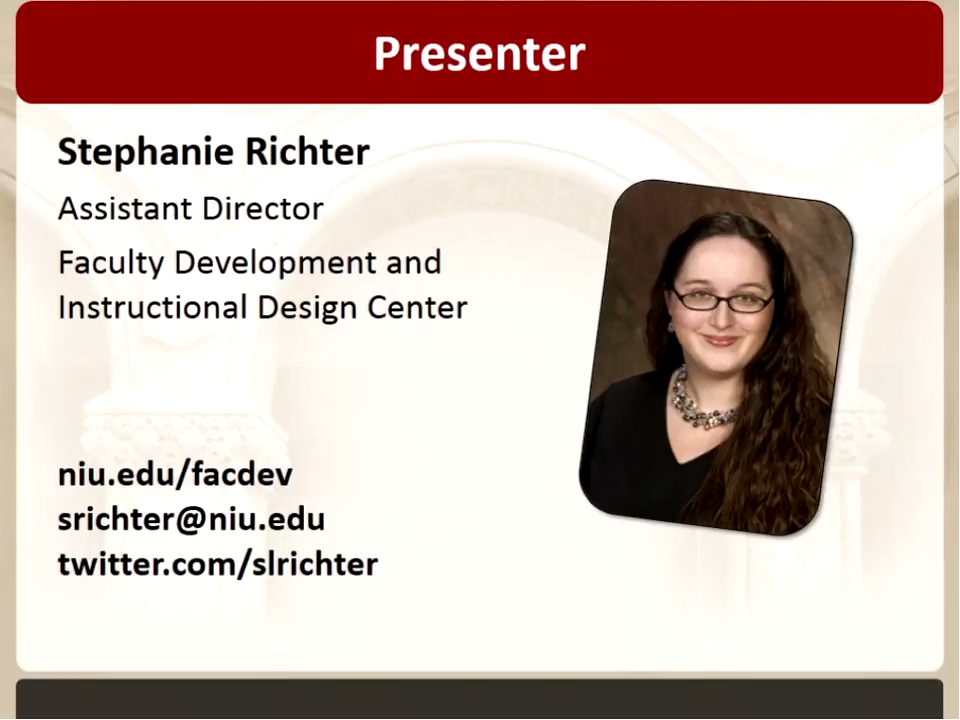 Presenter
Stephanie Richter
Assistant Director
Faculty Development and
Instructional Design Center
niu.edu/facdev
srichter@niu.edu
twitter.com/slrichter